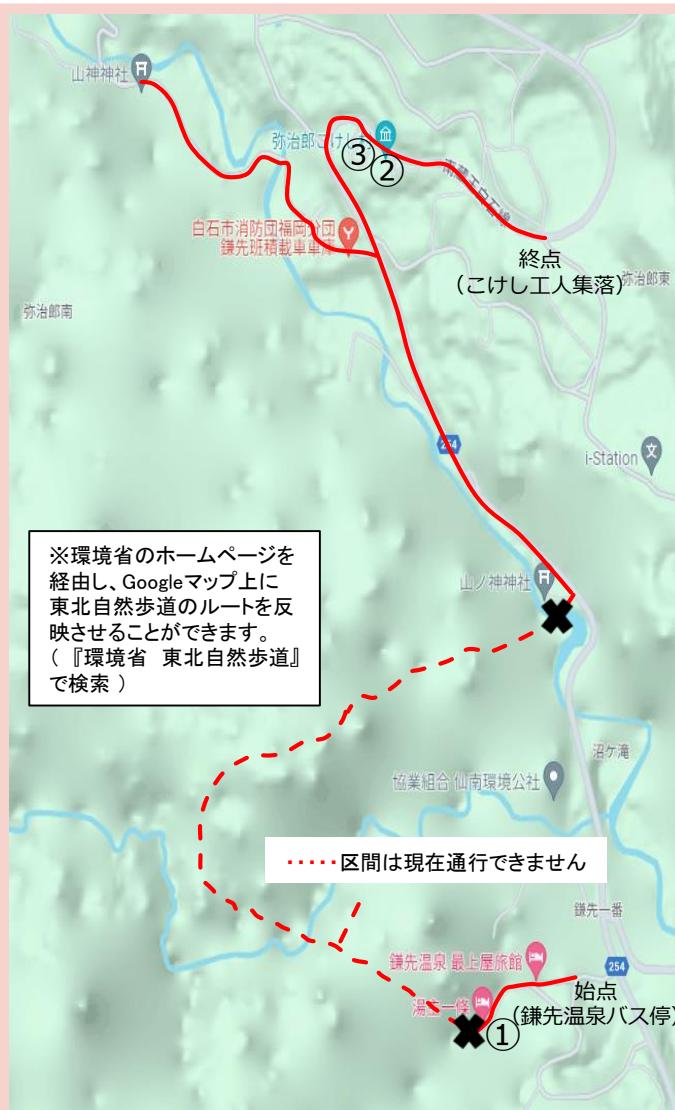 山神神社
弥治郎こけし
③
②
南蔵王白石線
白石市消防団福岡分団
鎌先班積載車車庫
終点
(こけし工人集落)
弥治郎東
弥治郎南
254
i-Station
文
※環境省のホームページを
経由し、Googleマップ上に
東北自然歩道のルートを反
映させることができます。
( 『環境省 東北自然歩道』
で検索 )
山ノ神神社
沼ケ滝
協業組合 仙南環境公社
・・・・・区間は現在通行できません
鎌先一番
鎌先温泉 最上屋旅館
254
始点
(鎌先温泉バス停)
湯主一條
①